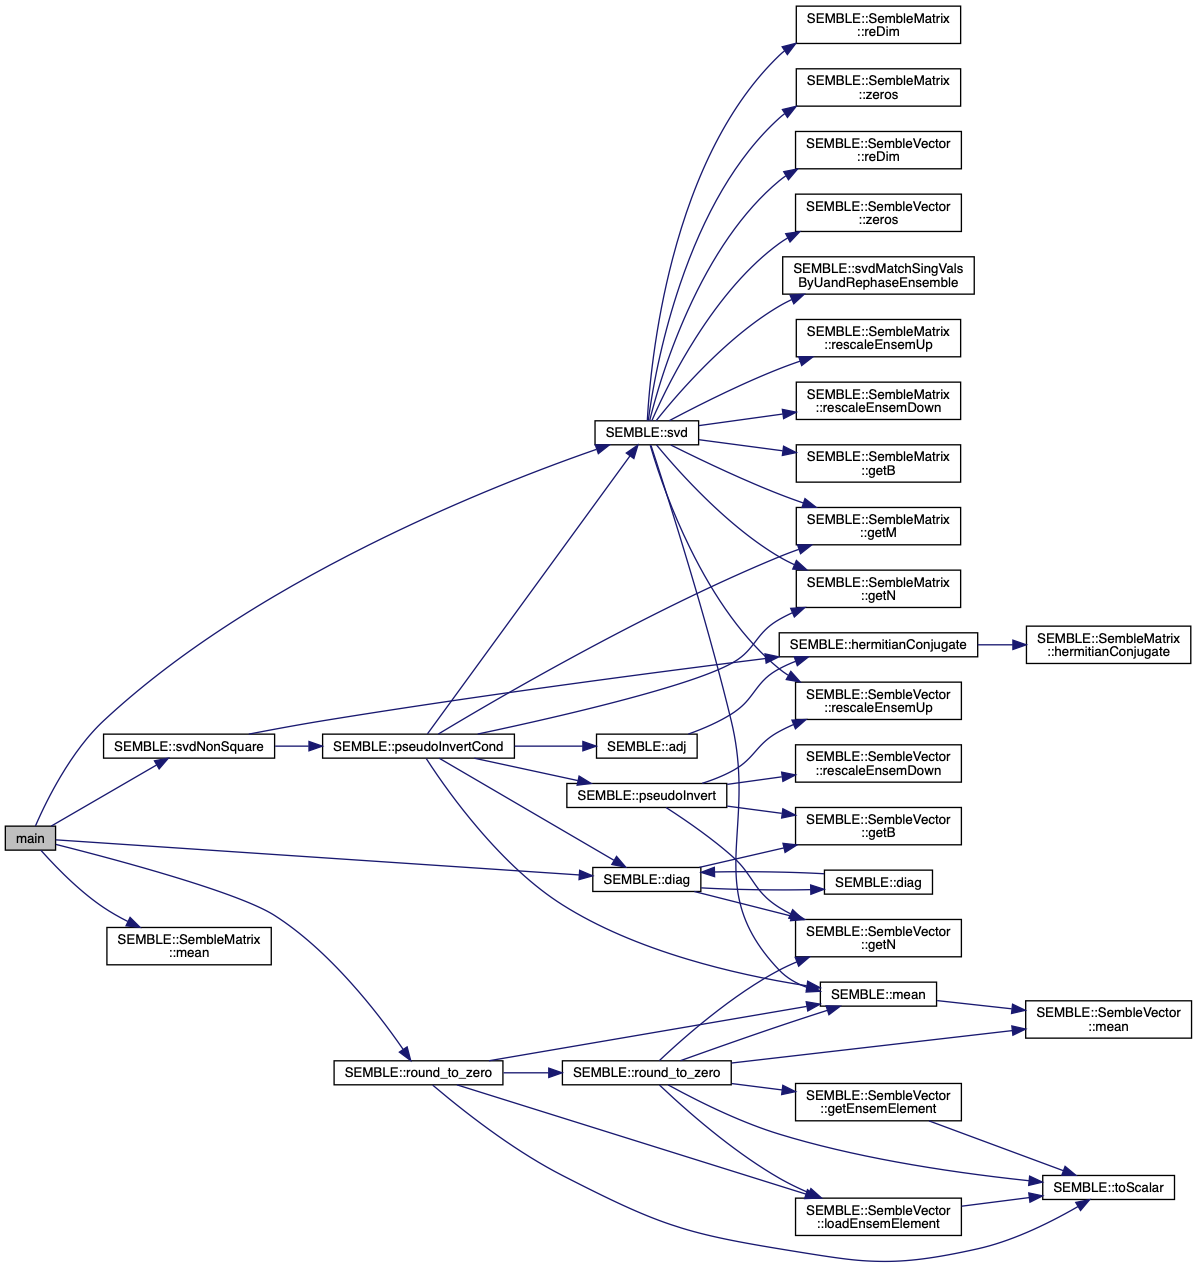 SEMBLE::SembleMatrix
::reDim
SEMBLE::SembleMatrix
::zeros
SEMBLE::SembleVector
::reDim
SEMBLE::SembleVector
::zeros
SEMBLE::svdMatchSingVals
ByUandRephaseEnsemble
SEMBLE::SembleMatrix
::rescaleEnsemUp
SEMBLE::SembleMatrix
::rescaleEnsemDown
SEMBLE::svd
SEMBLE::SembleMatrix
::getB
SEMBLE::SembleMatrix
::getM
SEMBLE::SembleMatrix
::getN
SEMBLE::hermitianConjugate
SEMBLE::SembleMatrix
::hermitianConjugate
SEMBLE::SembleVector
::rescaleEnsemUp
SEMBLE::svdNonSquare
SEMBLE::pseudoInvertCond
SEMBLE::adj
SEMBLE::SembleVector
::rescaleEnsemDown
SEMBLE::pseudoInvert
SEMBLE::SembleVector
::getB
main
SEMBLE::diag
SEMBLE::diag
SEMBLE::SembleMatrix
::mean
SEMBLE::SembleVector
::getN
SEMBLE::mean
SEMBLE::SembleVector
::mean
SEMBLE::round_to_zero
SEMBLE::round_to_zero
SEMBLE::SembleVector
::getEnsemElement
SEMBLE::toScalar
SEMBLE::SembleVector
::loadEnsemElement